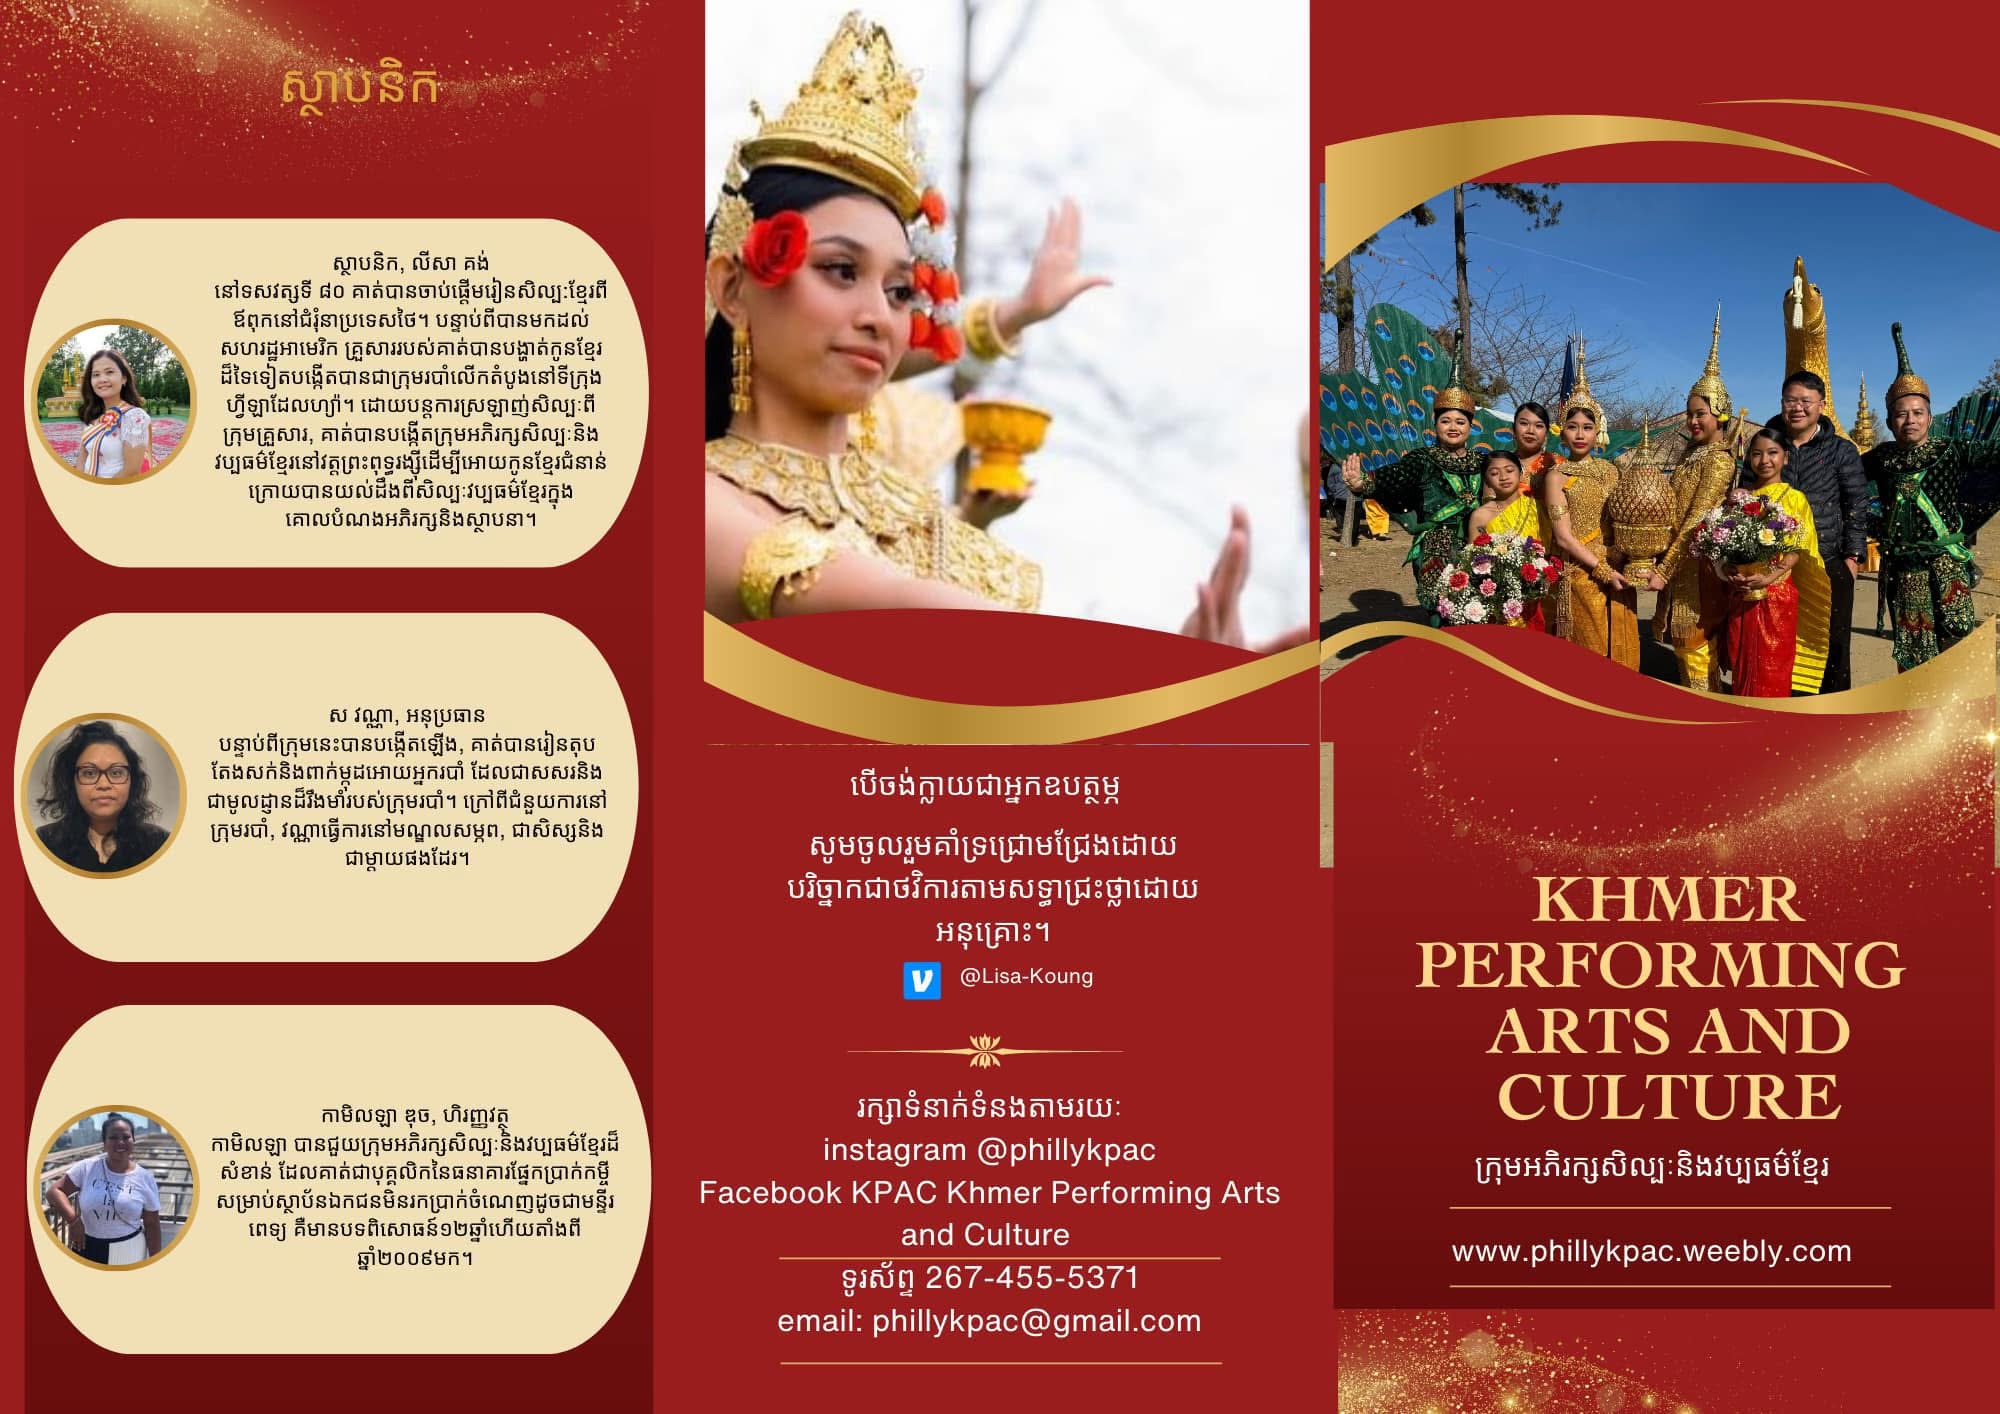 ស្ថាបនិក
ស្ថាបនិក, លីសា គង់
នៅទសវត្សទី ៨០ គាត់បានចាប់ផ្ដើមរៀនសិល្បៈខ្មែរពី
ឪពុកនៅជំរុំនាប្រទេសថៃ។ បន្ទាប់ពីបានមកដល់
សហរដ្ឋអាមេរិក គ្រួសាររបស់គាត់បានបង្ហាត់កូនខ្មែរ
ដ៏ទៃទៀតបង្កើតបានជាក្រុមរបាំលើកតំបូងនៅទីក្រុង
ហ្វីឡាដែលហ្យ៉ា។ ដោយបន្តការស្រឡាញ់សិល្បៈពី
ក្រុមគ្រួសារ, គាត់បានបង្កើតក្រុមអភិរក្សសិល្បៈនិង
វប្បធម៌ខ្មែរនៅវត្តព្រះពុទ្ធរង្ស៊ីដើម្បីអោយកូនខ្មែរជំនាន់
ក្រោយបានយល់ដឹងពីសិល្បៈវប្បធម៌ខ្មែរក្នុង
គោលបំណងអភិរក្សនិងស្ថាបនា។
ស វណ្ណា, អនុប្រធាន
បន្ទាប់ពីក្រុមនេះបានបង្កើតឡើង, គាត់បានរៀនតុប
តែងសក់និងពាក់ម្កុដអោយអ្នករបាំ ដែលជាសសរនិង
ជាមូលដ្ញានដ៏រឹងមាំរបស់ក្រុមរបាំ។ ក្រៅពីជំនួយការនៅ
ក្រុមរបាំ, វណ្ណាធ្វើការនៅមណ្ឌលសម្ភព, ជាសិស្សនិង
ជាម្ដាយផងដែរ។
កាមិលឡា ឌុច, ហិរញ្ញវត្ថុ
កាមិលឡា បានជួយក្រុមអភិរក្សសិល្បៈនិងវប្បធម៌ខ្មែរដ៏
សំខាន់ ដែលគាត់ជាបុគ្គលិកនៃធនាគារផ្នែកប្រាក់កម្ចី
សម្រាប់ស្ថាប័នឯកជនមិនរកប្រាក់ចំណេញដូចជាមន្ទីរ
ពេទ្យ គឺមានបទពិសោធន៍១២ឆ្នាំហើយតាំងពី
ឆ្នាំ២០០៩មក។
បើចង់ក្លាយជាអ្នកឧបត្ថម្ភ
សូមចូលរួមគាំទ្រជ្រោមជ្រែងដោយ
បរិច្ចាកជាថវិការតាមសទ្ធាជ្រះថ្លាដោយ
អនុគ្រោះ។
@Lisa-Koung
រក្សាទំនាក់ទំនងតាមរយៈ
instagram @phillykpac
Facebook KPAC Khmer Performing Arts
and Culture
ទូរស័ព្ទ 267-455-5371
email: phillykpac@gmail.com
KHMER
PERFORMING
ARTS AND
CULTURE
ក្រុមអភិរក្សសិល្បៈនិងវប្បធម៌ខ្មែរ
www.phillykpac.weebly.com